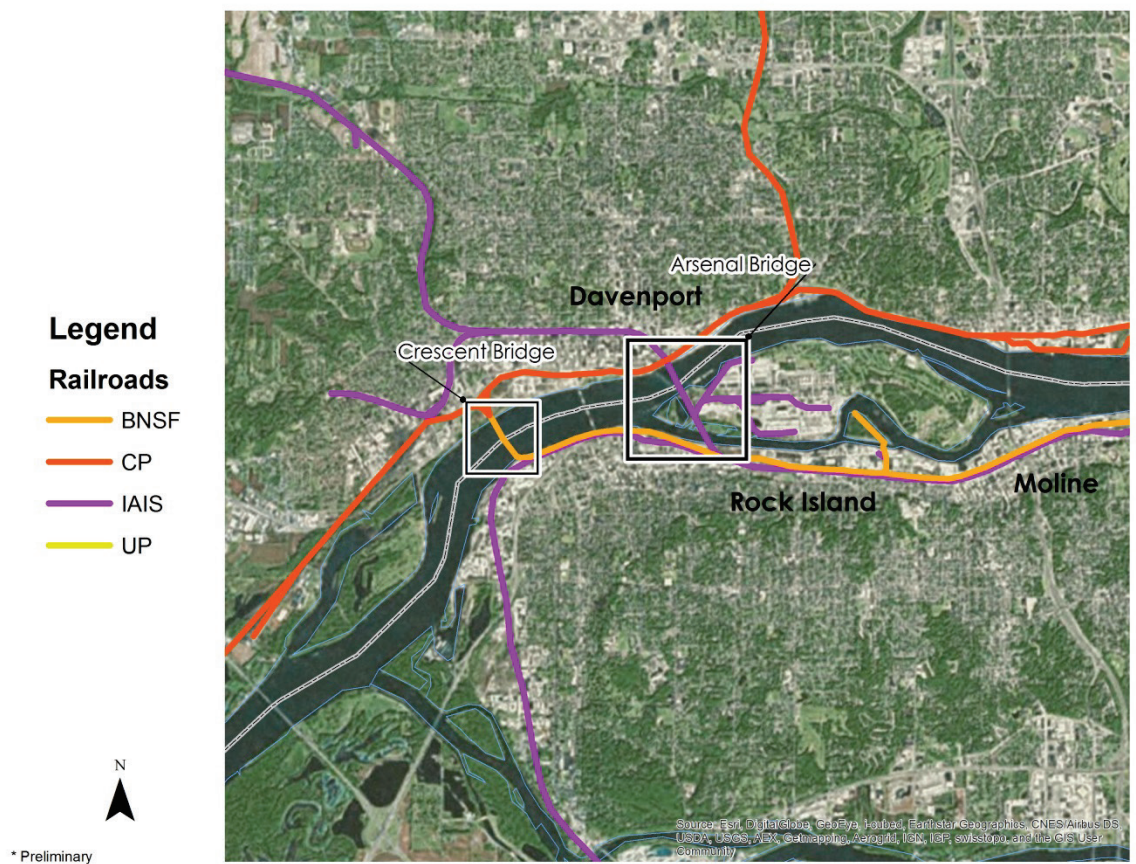 Legend
Railroads
BNSF
CP
IAIS
UP
N
* Preliminary
Arsenal Bridge
Davenport
Crescent Bridge
Rock Island
Moline
Source: Esri, DigitalGlobe, GeoEye, i-cubed, Earthstar Geographics, CNES/Airbus DS,
USDA, USGS, AEX, Getmapping, Aerogrid, IGN, IGP, swisstopo, and the GIS User
Community